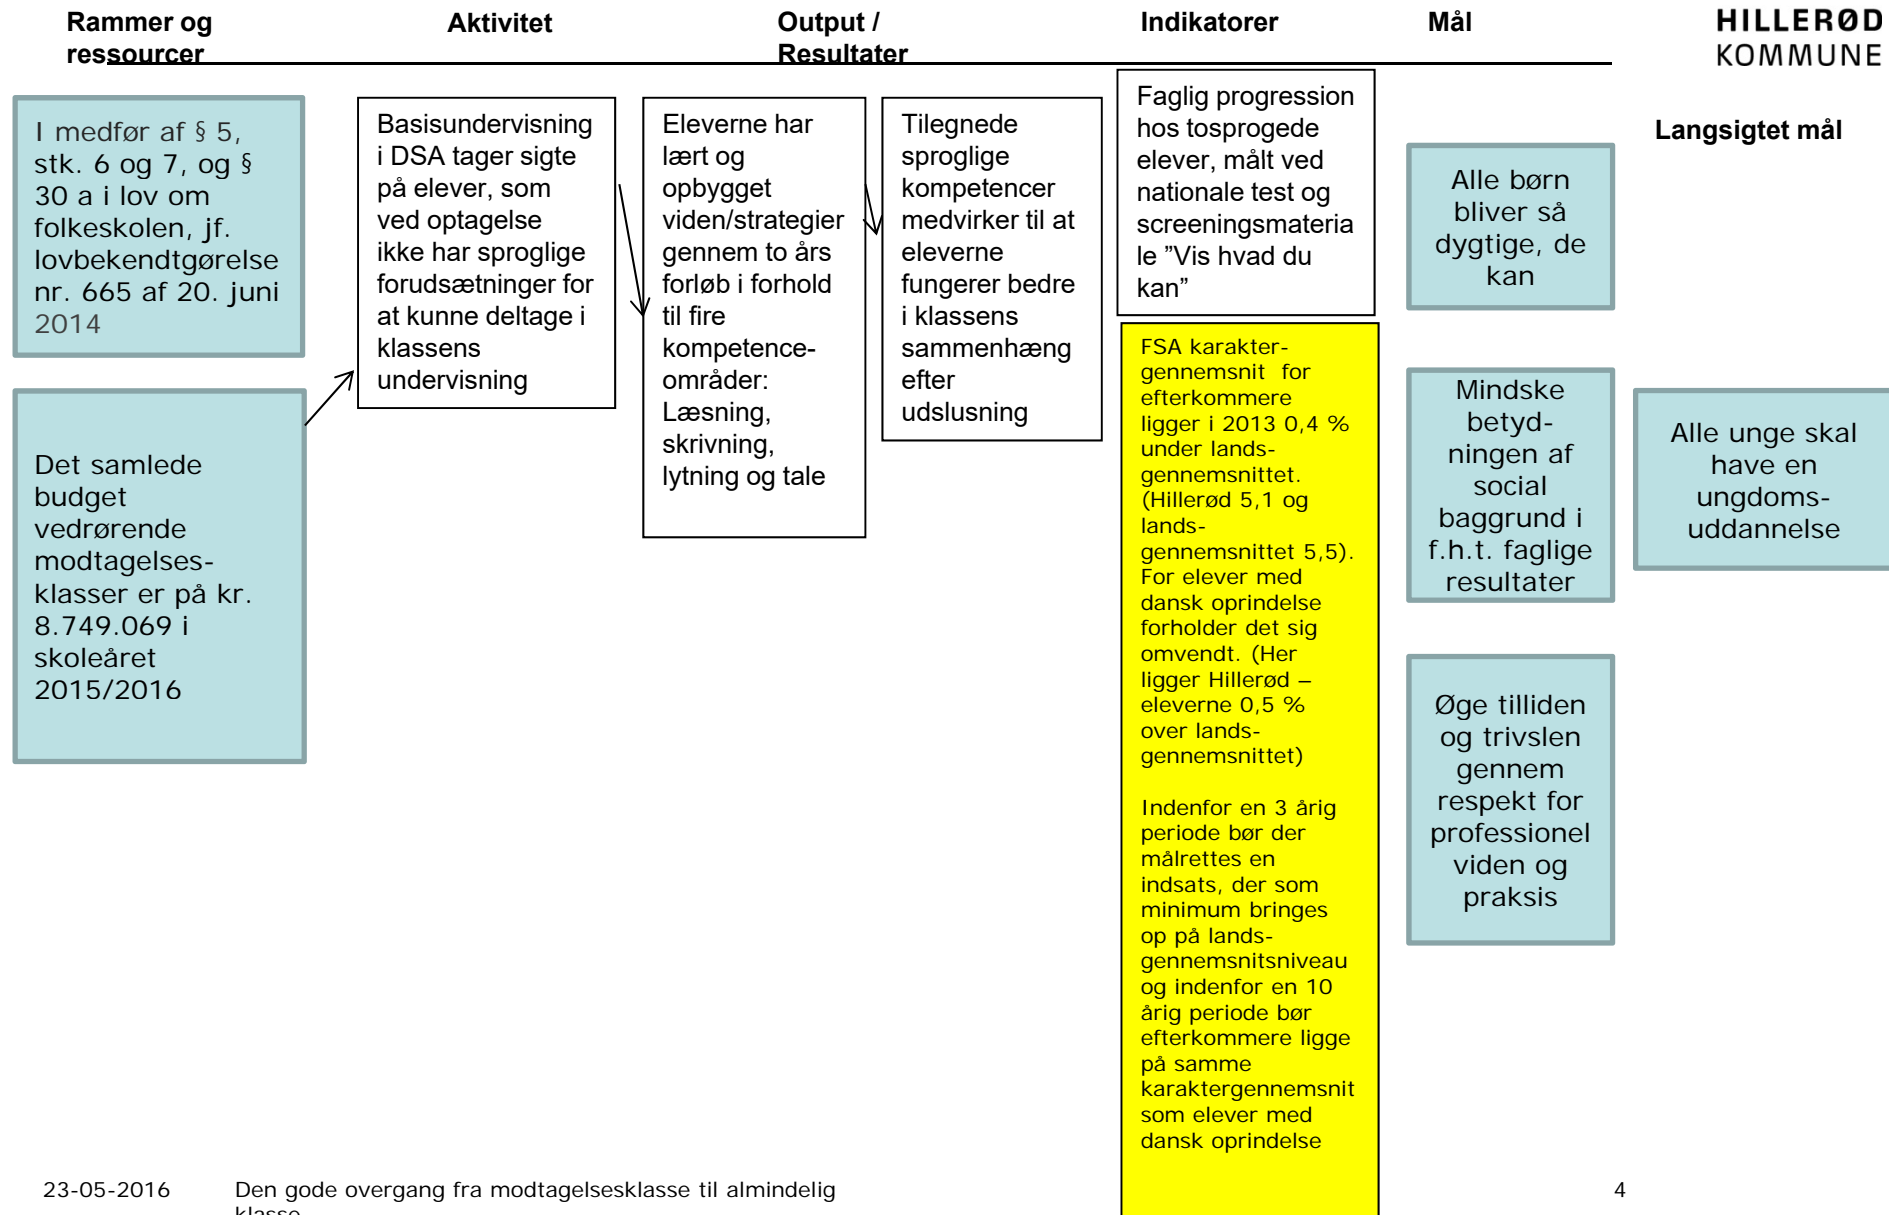 Rammer og
ressourcer
Aktivitet
Output /
Resultater
Indikatorer
Mål
HILLERØD
KOMMUNE
I medfør af § 5,
stk. 6 og 7, og §
30 a i lov om
folkeskolen, jf.
lovbekendtgørelse
nr. 665 af 20. juni
2014
Det samlede
budget
vedrørende
modtagelses-
klasser er på kr.
8.749.069 i
skoleåret
2015/2016
Basisundervisning
i DSA tager sigte
på elever, som
ved optagelse
ikke har sproglige
forudsætninger for
at kunne deltage i
klassens
undervisning
Eleverne har
lært og
opbygget
viden/strategier
gennem to års
forløb i forhold
til fire
kompetence-
områder:
Læsning,
skrivning,
lytning og tale
Tilegnede
sproglige
kompetencer
medvirker til at
eleverne
fungerer bedre
i klassens
sammenhæng
efter
udslusning
Faglig progression
hos tosprogede
elever, målt ved
nationale test og
screeningsmateria
le ”Vis hvad du
kan”
FSA karakter-
gennemsnit for
efterkommere
ligger i 2013 0,4 %
under lands-
gennemsnittet.
(Hillerød 5,1 og
lands-
gennemsnittet 5,5).
For elever med
dansk oprindelse
forholder det sig
omvendt. (Her
ligger Hillerød –
eleverne 0,5 %
over lands-
gennemsnittet)
Indenfor en 3 årig
periode bør der
målrettes en
indsats, der som
minimum bringes
op på lands-
gennemsnitsniveau
og indenfor en 10
årig periode bør
efterkommere ligge
på samme
karaktergennemsnit
som elever med
dansk oprindelse
Alle børn
bliver så
dygtige, de
kan
Mindske
betyd-
ningen af
social
baggrund i
f.h.t. faglige
resultater
Øge tilliden
og trivslen
gennem
respekt for
professionel
viden og
praksis
Langsigtet mål
Alle unge skal
have en
ungdoms-
uddannelse
23-05-2016
Den gode overgang fra modtagelsesklasse til almindelig
klasse
4